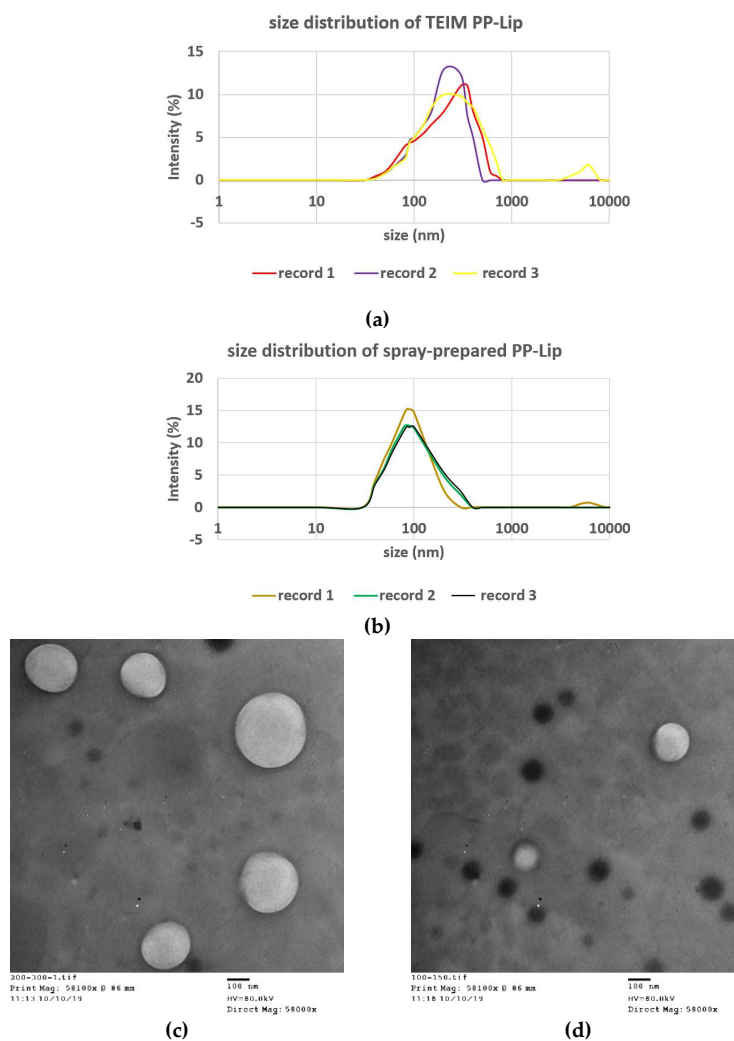 size distribution of TEIM PP-Lip
15
10
5
0
-5
Intensity (%)
1 10 100 1000 10000
size (nm)
record 1 record 2 record 3
(a)
size distribution of spray-prepared PP-Lip
20
15
10
5
0
-5
Intensity (%)
1 10 100 1000 10000
size (nm)
record 1 record 2 record 3
(b)
200-300-1.tif
Print Mag: 58100x @ 86 mm
11:13 10/10/19
100 nm
HV=80.0kV
Direct Mag: 58000x
(c)
100-150.tif
Print Mag: 58100x @ 86 mm
11:18 10/10/19
100 nm
HV=80.0kV
Direct Mag: 58000x
(d)